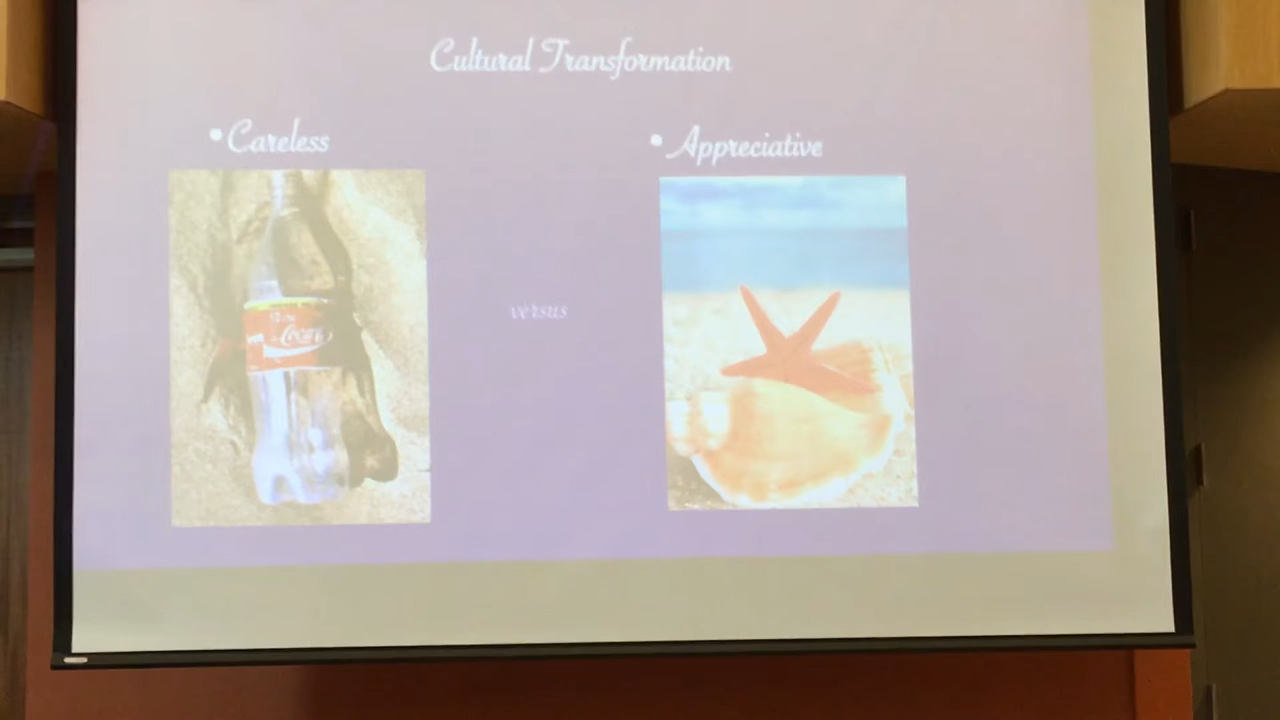 Cultural Transformation
• Careless
• Appreciative
versus